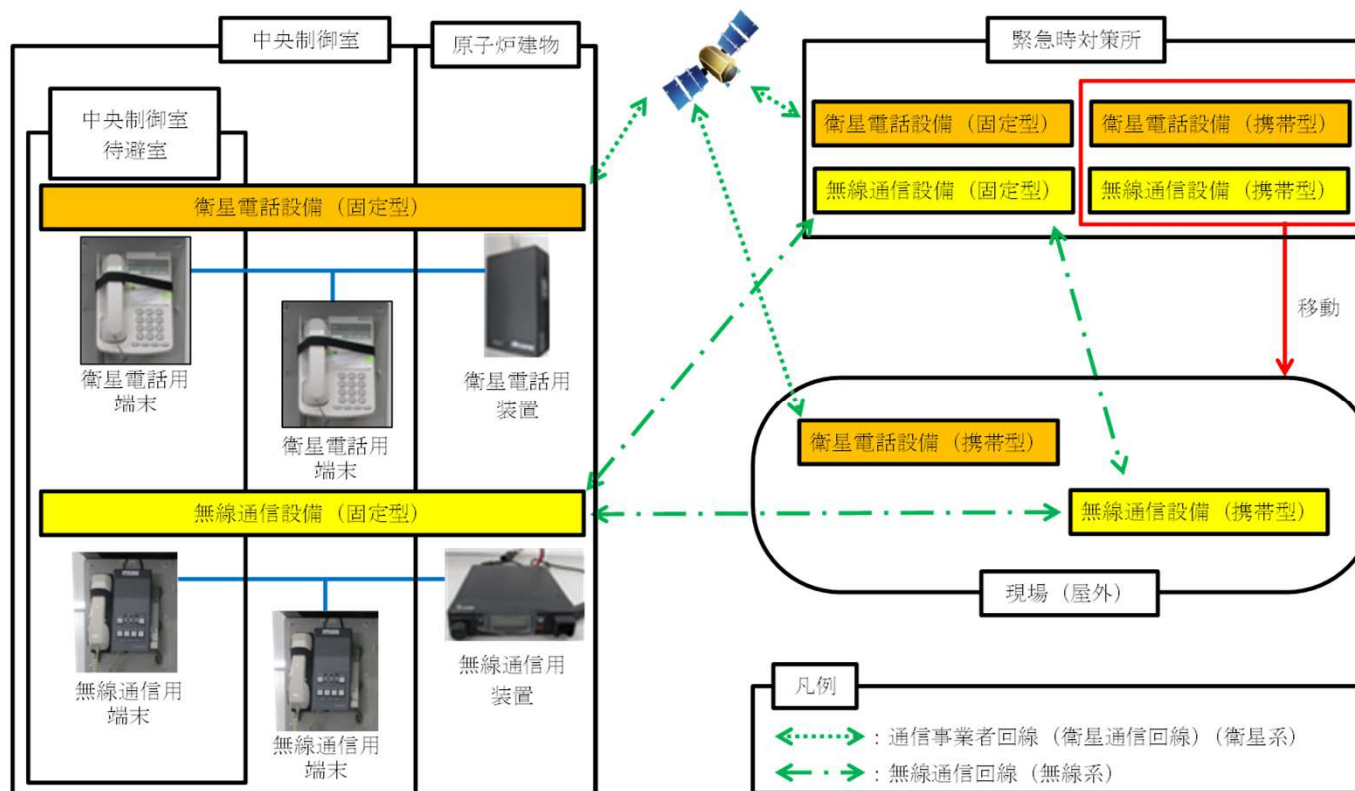 中央制御室
原子炉建物
中央制御室
待避室
衛星電話設備（固定型）
衛星電話用
端末
衛星電話用
端末
衛星電話用
装置
無線通信設備（固定型）
無線通信用
端末
無線通信用
端末
無線通信用
装置
緊急時対策所
衛星電話設備（固定型）
衛星電話設備（携帯型）
無線通信設備（固定型）
無線通信設備（携帯型）
移動
衛星電話設備（携帯型）
無線通信設備（携帯型）
現場（屋外）
凡例
：通信事業者回線（衛星通信回線）（衛星系）
：無線通信回線（無線系）